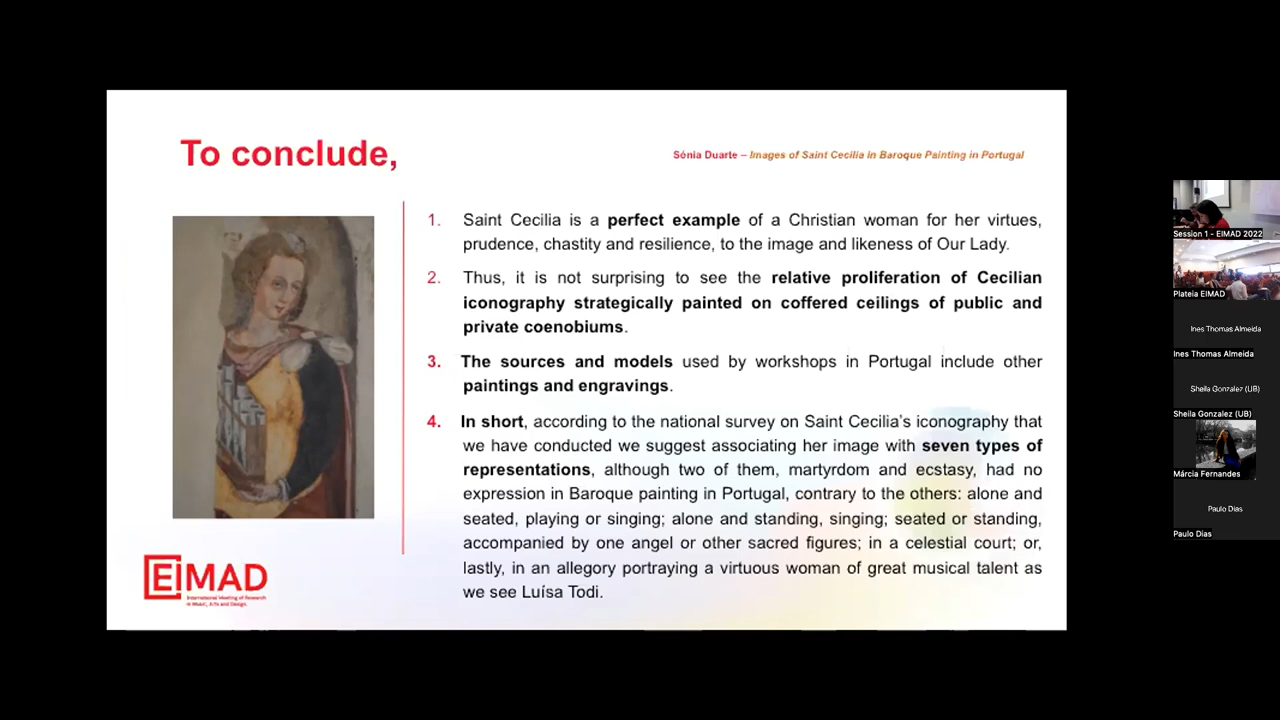 To conclude,
Sónia Duarte – Images of Saint Cecilia in Baroque Painting in Portugal
1. Saint Cecilia is a perfect example of a Christian woman for her virtues,
prudence, chastity and resilience, to the image and likeness of Our Lady.
2. Thus, it is not surprising to see the relative proliferation of Cecilian
iconography strategically painted on coffered ceilings of public and
private coenobiums.
3. The sources and models used by workshops in Portugal include other
paintings and engravings.
4. In short, according to the national survey on Saint Cecilia's iconography that
we have conducted we suggest associating her image with seven types of
representations, although two of them, martyrdom and ecstasy, had no
expression in Baroque painting in Portugal, contrary to the others: alone and
seated, playing or singing; alone and standing, singing; seated or standing,
accompanied by one angel or other sacred figures; in a celestial court; or,
lastly, in an allegory portraying a virtuous woman of great musical talent as
we see Luísa Todi.
EIMAD
International Meeting of Research
in Music, Arts and Design
Session 1 - EIMAD 2022
Plateia EIMAD
Ines Thomas Almeida
Ines Thomas Almeida
Sheila Gonzalez (UB)
Sheila Gonzalez (UB)
Márcia Fernandes
Paulo Dias
Paulo Dias